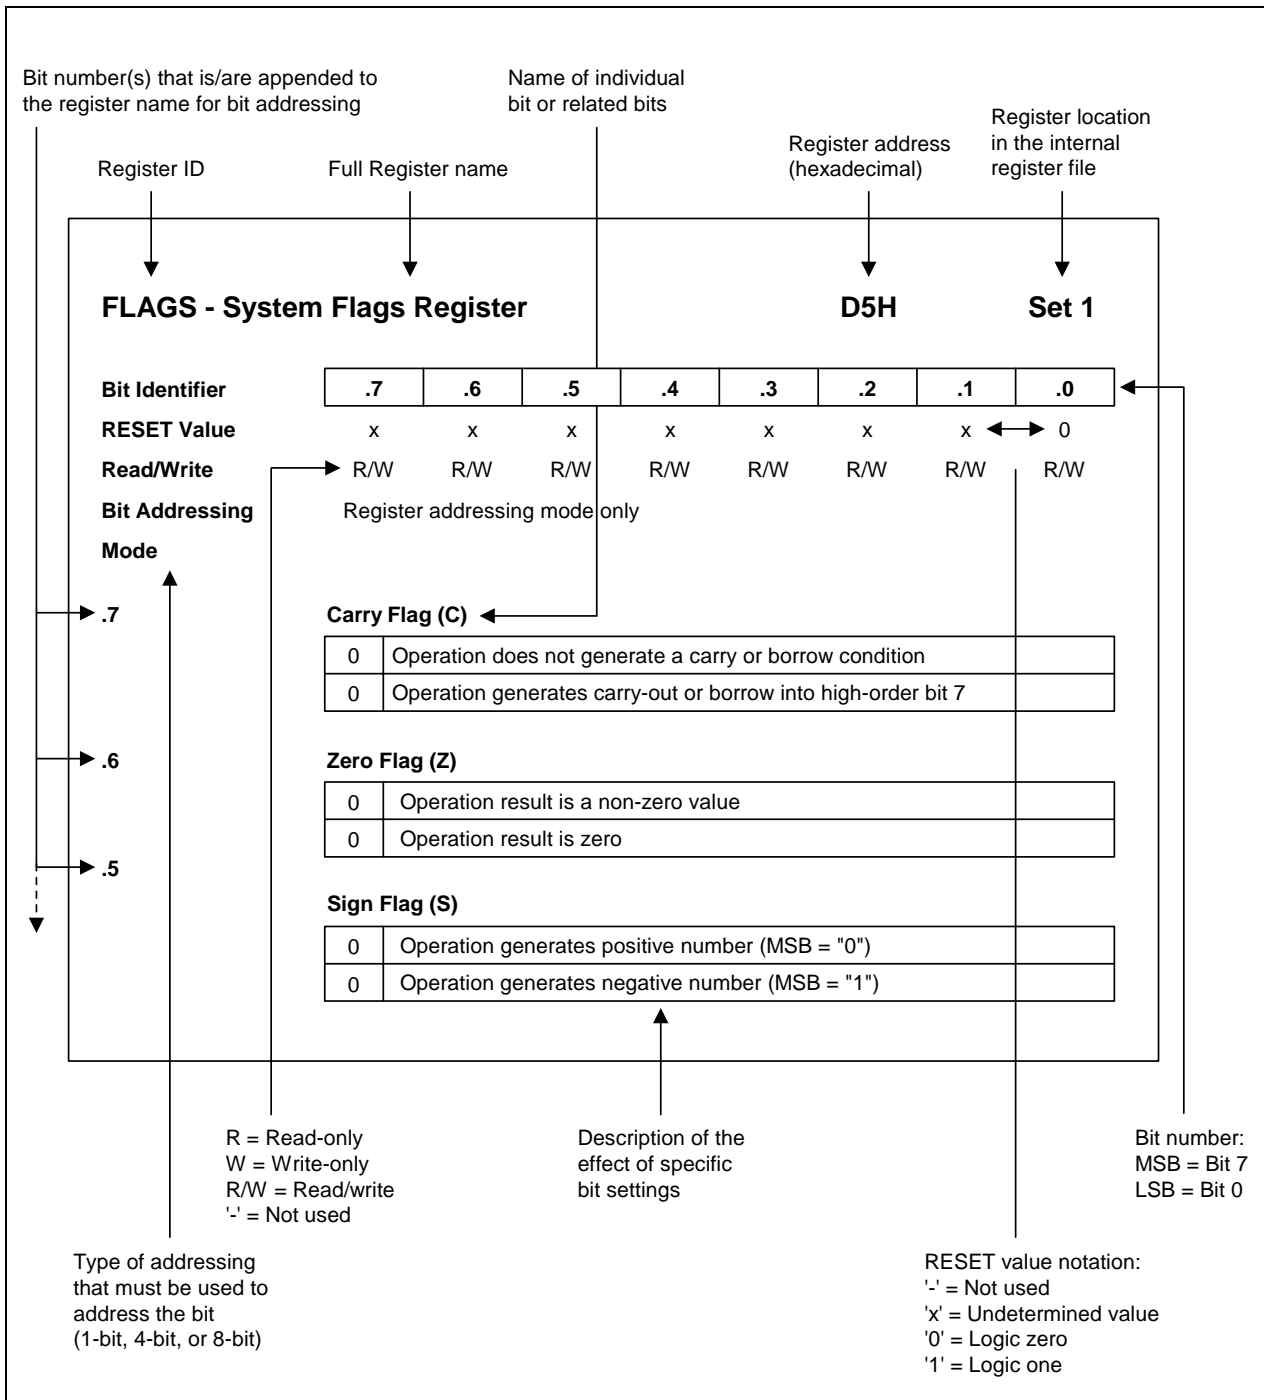 Bit number(s) that is/are appended to
the register name for bit addressing
Name of individual
bit or related bits
Register ID
Full Register name
Register address
(hexadecimal)
Register location
in the internal
register file
FLAGS - System Flags Register D5H Set 1
Bit Identifier .7 .6 .5 .4 .3 .2 .1 .0
RESET Value x x x x x x x 0
Read/Write R/W R/W R/W R/W R/W R/W R/W R/W
Bit Addressing Register addressing mode only
Mode
.7 Carry Flag (C)
0 Operation does not generate a carry or borrow condition
0 Operation generates carry-out or borrow into high-order bit 7
.6 Zero Flag (Z)
0 Operation result is a non-zero value
0 Operation result is zero
.5
Sign Flag (S)
0 Operation generates positive number (MSB = "0")
0 Operation generates negative number (MSB = "1")
R = Read-only
W = Write-only
R/W = Read/write
'-' = Not used
Description of the
effect of specific
bit settings
Bit number:
MSB = Bit 7
LSB = Bit 0
Type of addressing
that must be used to
address the bit
(1-bit, 4-bit, or 8-bit)
RESET value notation:
'-' = Not used
'x' = Undetermined value
'0' = Logic zero
'1' = Logic one